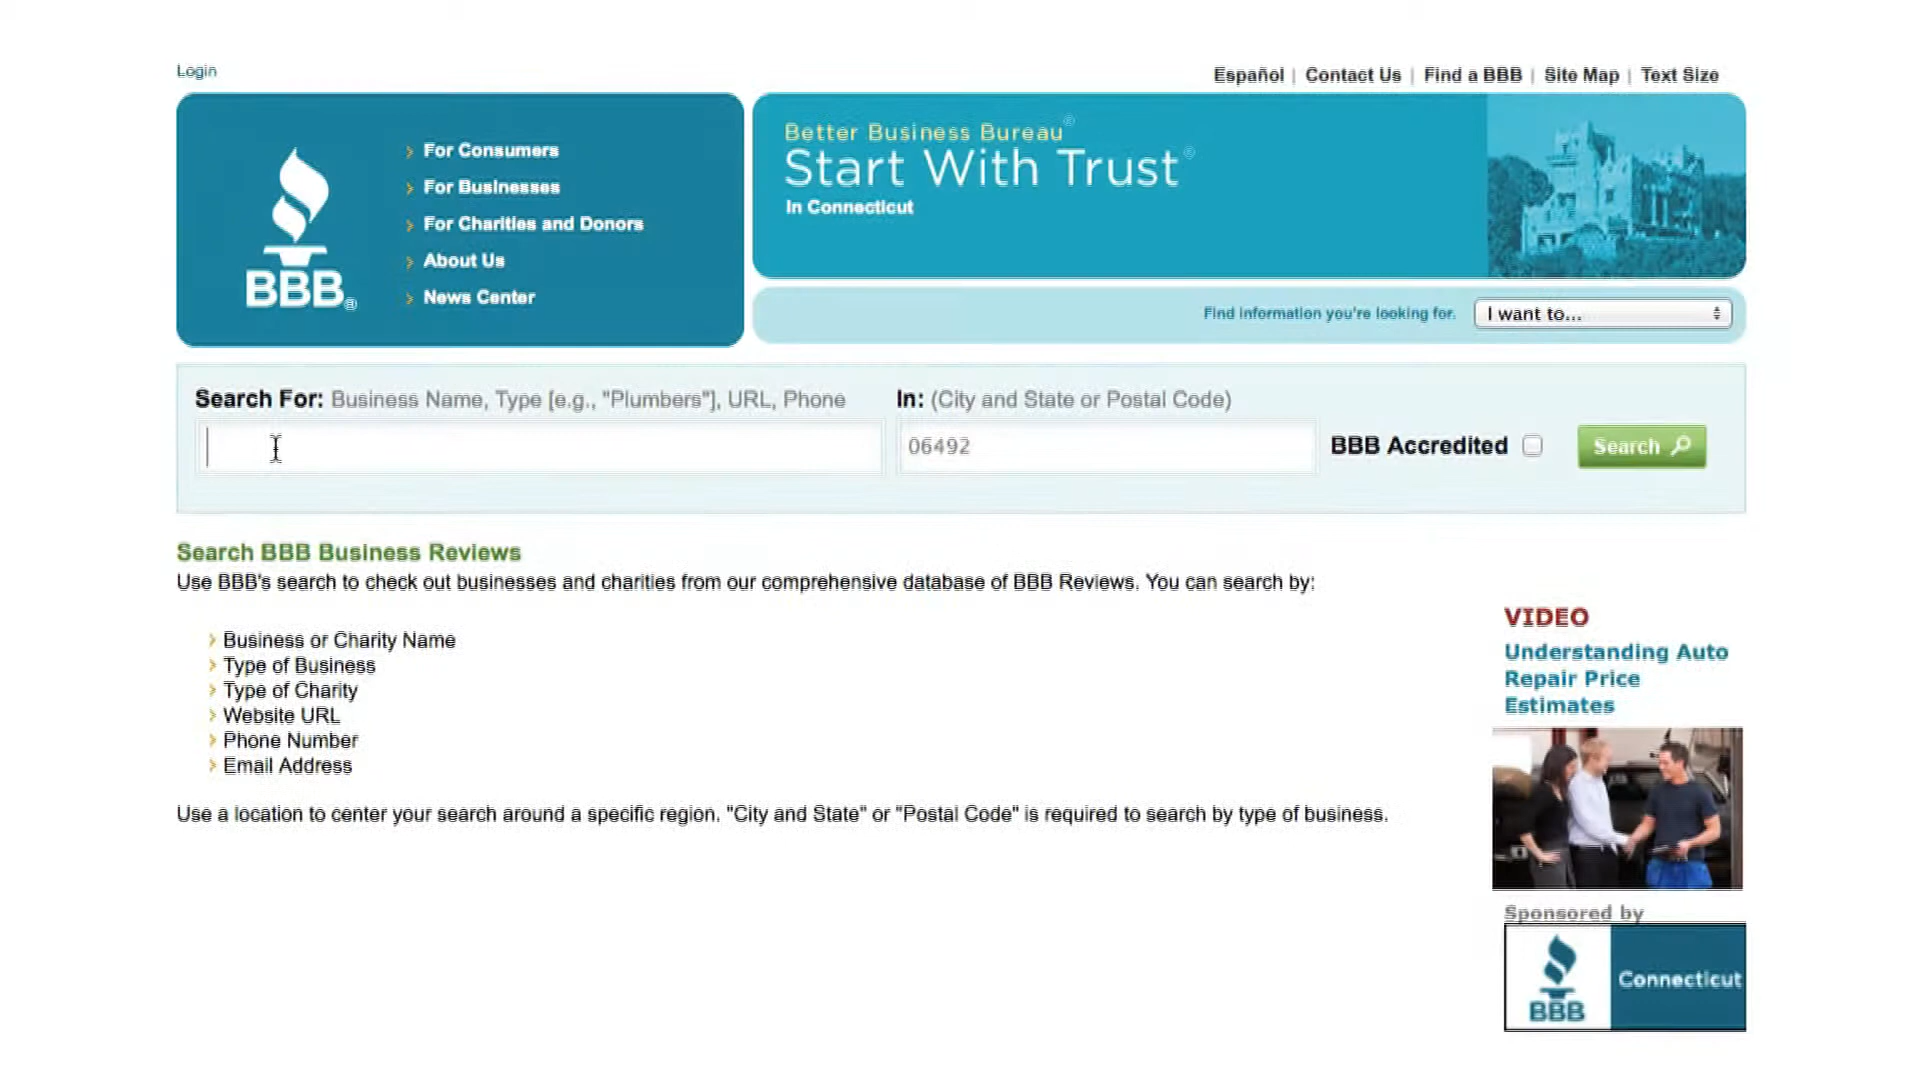 Login
Español | Contact Us | Find a BBB | Site Map | Text Size
BBB®
For Consumers
For Businesses
For Charities and Donors
About Us
News Center
Better Business Bureau®
Start With Trust®
In Connecticut
Find information you're looking for.
I want to...
Search For: Business Name, Type [e.g., "Plumbers"], URL, Phone
In: (City and State or Postal Code)
06492
BBB Accredited
Search
Search BBB Business Reviews
Use BBB's search to check out businesses and charities from our comprehensive database of BBB Reviews. You can search by:
Business or Charity Name
Type of Business
Type of Charity
Website URL
Phone Number
Email Address
Use a location to center your search around a specific region. "City and State" or "Postal Code" is required to search by type of business.
VIDEO
Understanding Auto
Repair Price
Estimates
Sponsored by
BBB
Connecticut